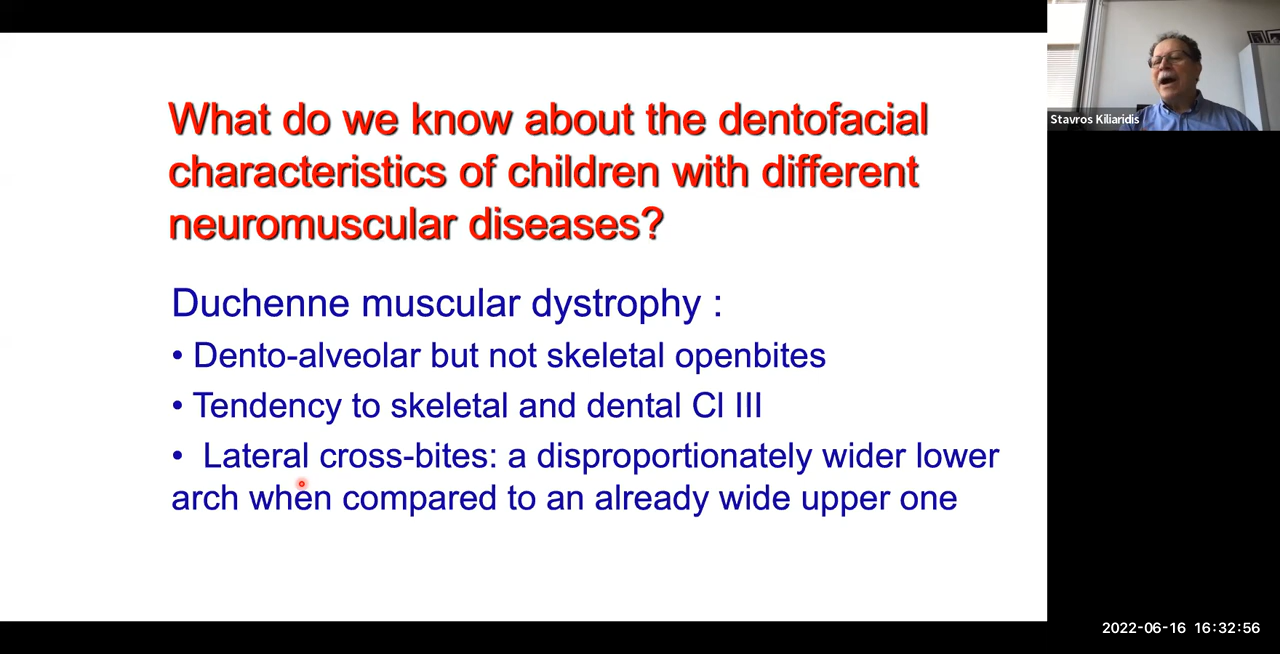 What do we know about the dentofacial
characteristics of children with different
neuromuscular diseases?
Duchenne muscular dystrophy :
• Dento-alveolar but not skeletal openbites
• Tendency to skeletal and dental Cl III
• Lateral cross-bites: a disproportionately wider lower
arch when compared to an already wide upper one
Stavros Kiliaridis
2022-06-16 16:32:56